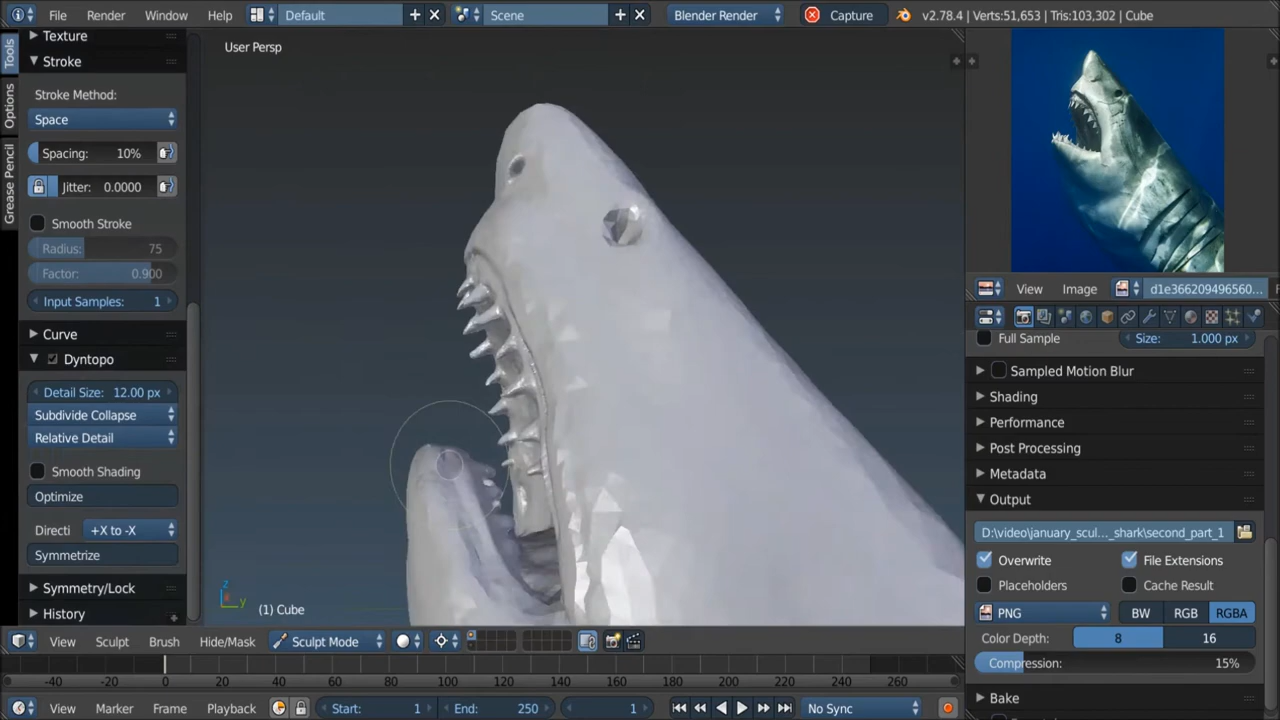 File Render Window Help Default Scene Blender Render Capture v2.78.4 | Verts:51,653 | Tris:103,302 | Cube
Tools
Options
Grease Pencil
Texture
Stroke
Stroke Method:
Space
Spacing: 10%
Jitter: 0.0000
Smooth Stroke
Radius: 75
Factor: 0.900
Input Samples: 1
Curve
Dyntopo
Detail Size: 12.00 px
Subdivide Collapse
Relative Detail
Smooth Shading
Optimize
Directi +X to -X
Symmetrize
Symmetry/Lock
History
User Persp
z
y
(1) Cube
View Image d1e366209496560...
Full Sample Size: 1.000 px
Sampled Motion Blur
Shading
Performance
Post Processing
Metadata
Output
D:\video\january_scul..._shark\second_part_1
Overwrite File Extensions
Placeholders Cache Result
PNG BW RGB RGBA
Color Depth: 8 16
Compression: 15%
Bake
View Sculpt Brush Hide/Mask Sculpt Mode
-40 -20 0 20 40 60 80 100 120 140 160 180 200 220 240 260
View Marker Frame Playback Start: 1 End: 250 1 No Sync